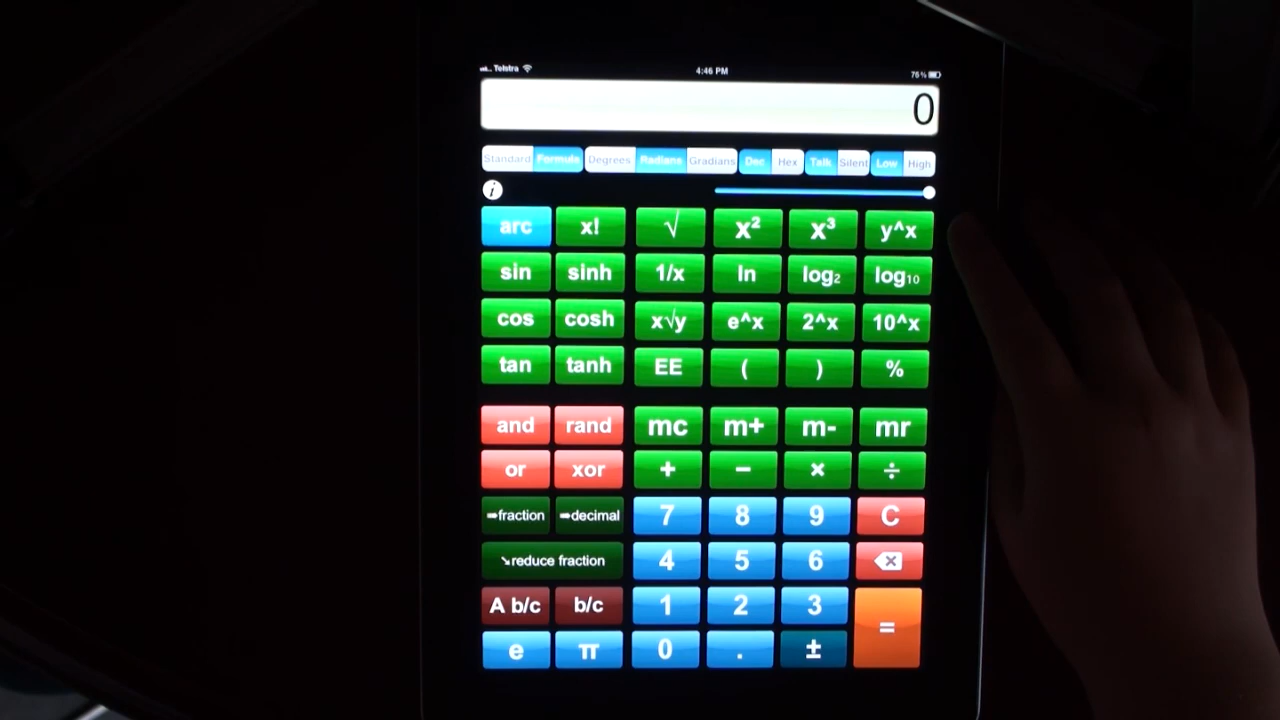 Telstra 4:46 PM 76%
0
Standard Formula Degrees Radians Gradians Dec Hex Talk Silent Low High
i
arc x! √ x² x³ y^x
sin sinh 1/x ln log₂ log₁₀
cos cosh x√y e^x 2^x 10^x
tan tanh EE ( ) %
and rand mc m+ m- mr
or xor + − × ÷
➡fraction ➡decimal 7 8 9 C
➘reduce fraction 4 5 6
A b/c b/c 1 2 3 =
e π 0 . ±